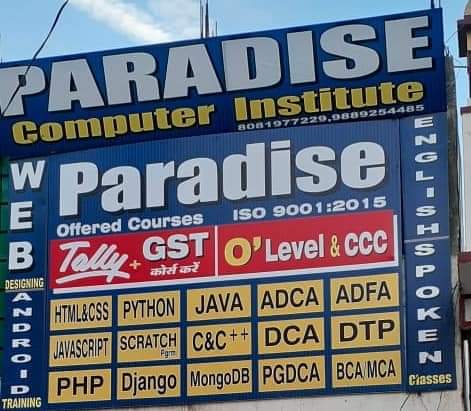 PARADISE
Computer Institute
8081977229,9889254485
WEB
DESIGNING
ANDROID
TRAINING
Paradise
Offered Courses ISO 9001:2015
Tally + GST
कोर्स करें
O' Level & CCC
HTML&CSS PYTHON JAVA ADCA ADFA
JAVASCRIPT SCRATCH Pgrm. C&C++ DCA DTP
PHP Django MongoDB PGDCA BCA/MCA
ENGLISH SPOKEN
Classes